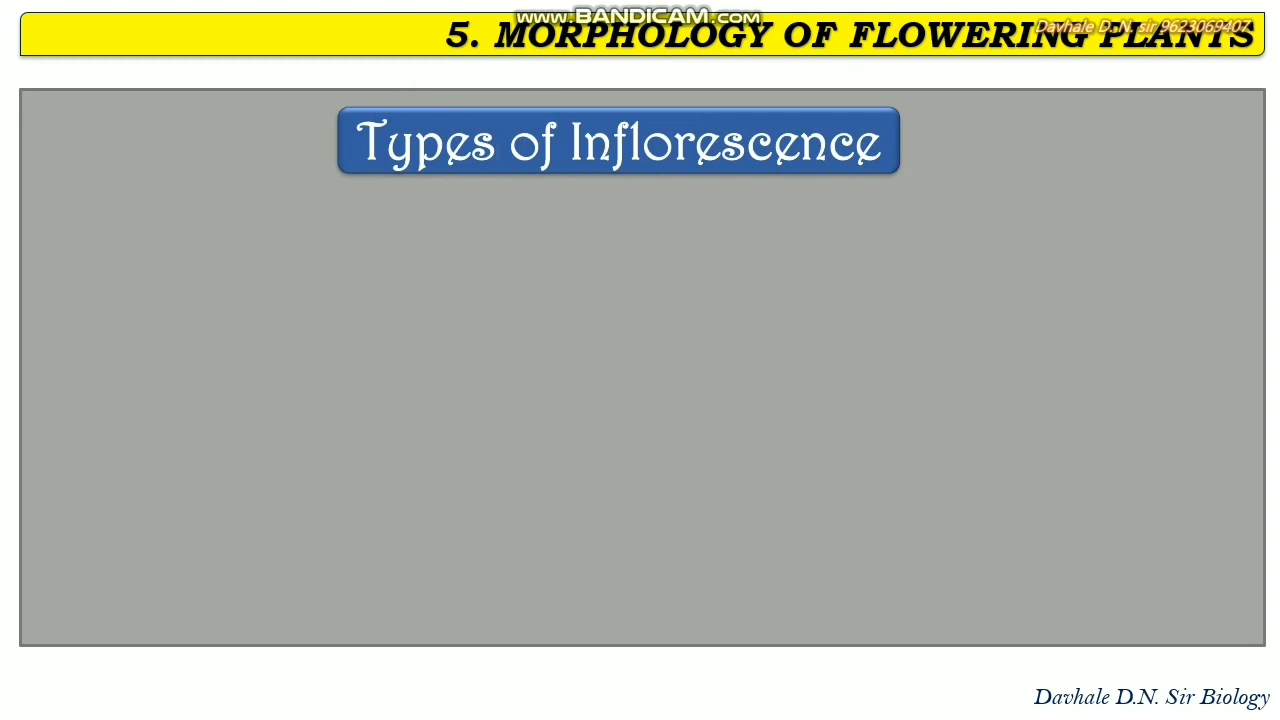 www.BANDICAM.com
5. MORPHOLOGY OF FLOWERING PLANTS
Davhale D. N. sir 9623069407
Types of Inflorescence
Davhale D.N. Sir Biology